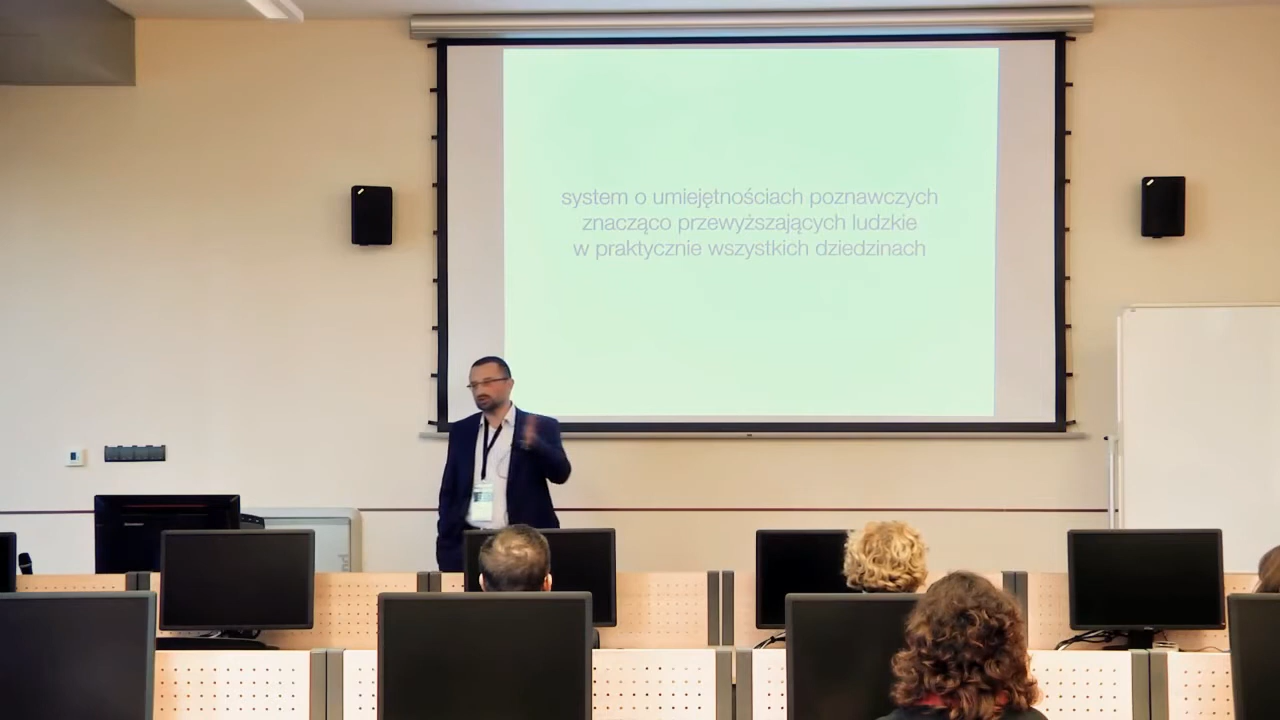 system o umiejętnościach poznawczych
znacząco przewyższających ludzkie
w praktycznie wszystkich dziedzinach